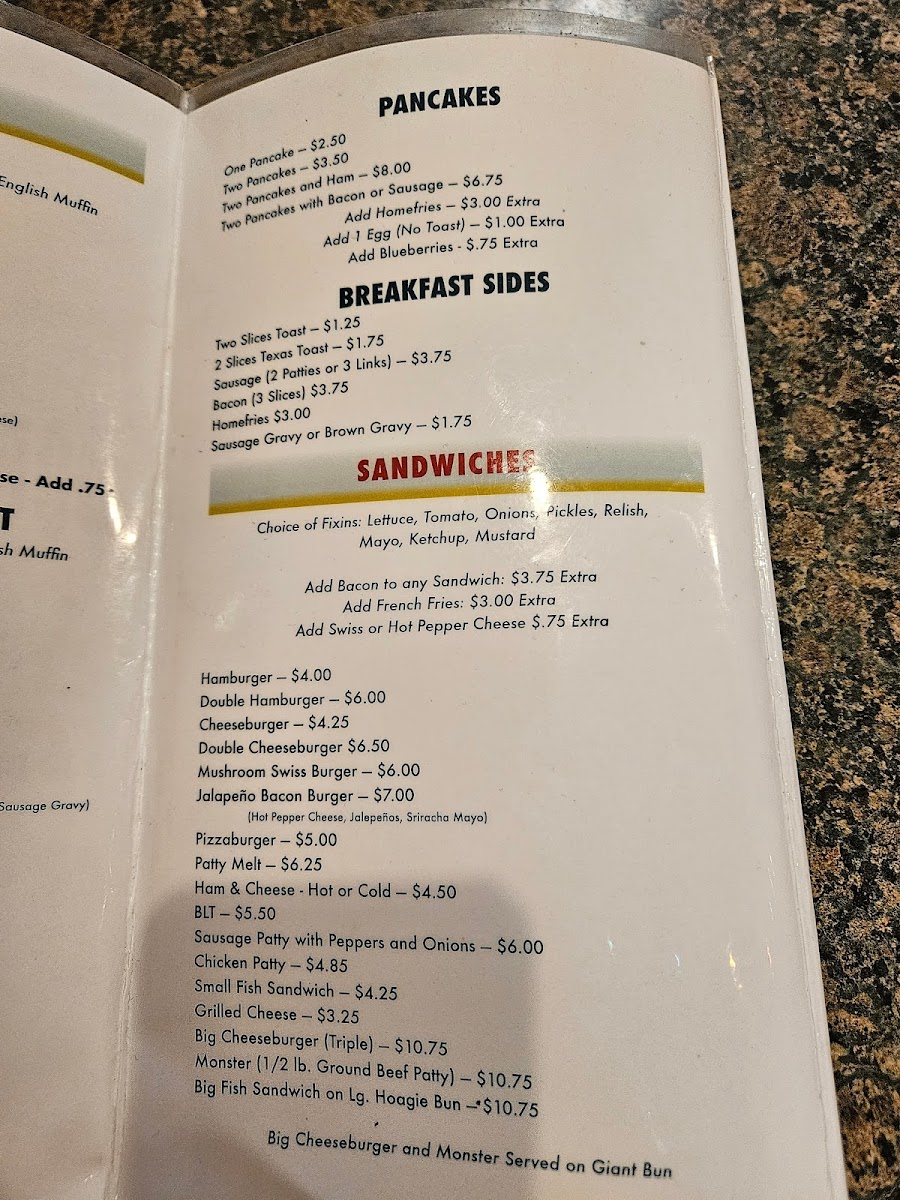 English Muffin
se)
se - Add .75
T
sh Muffin
Sausage Gravy)
PANCAKES
One Pancake – $2.50
Two Pancakes – $3.50
Two Pancakes and Ham – $8.00
Two Pancakes with Bacon or Sausage – $6.75
Add Homefries – $3.00 Extra
Add 1 Egg (No Toast) – $1.00 Extra
Add Blueberries - $.75 Extra
BREAKFAST SIDES
Two Slices Toast – $1.25
2 Slices Texas Toast – $1.75
Sausage (2 Patties or 3 Links) – $3.75
Bacon (3 Slices) $3.75
Homefries $3.00
Sausage Gravy or Brown Gravy – $1.75
SANDWICHES
Choice of Fixins: Lettuce, Tomato, Onions, Pickles, Relish,
Mayo, Ketchup, Mustard
Add Bacon to any Sandwich: $3.75 Extra
Add French Fries: $3.00 Extra
Add Swiss or Hot Pepper Cheese $.75 Extra
Hamburger – $4.00
Double Hamburger – $6.00
Cheeseburger – $4.25
Double Cheeseburger $6.50
Mushroom Swiss Burger – $6.00
Jalapeño Bacon Burger – $7.00
(Hot Pepper Cheese, Jalepeños, Sriracha Mayo)
Pizzaburger – $5.00
Patty Melt – $6.25
Ham & Cheese - Hot or Cold – $4.50
BLT – $5.50
Sausage Patty with Peppers and Onions – $6.00
Chicken Patty – $4.85
Small Fish Sandwich – $4.25
Grilled Cheese – $3.25
Big Cheeseburger (Triple) – $10.75
Monster (1/2 lb. Ground Beef Patty) – $10.75
Big Fish Sandwich on Lg. Hoagie Bun – $10.75
Big Cheeseburger and Monster Served on Giant Bun